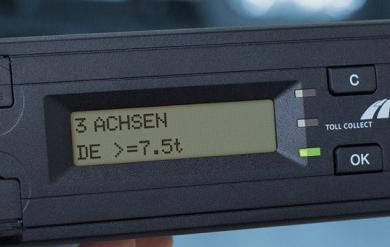 3 ACHSEN
DE >=7.5t
C
TOLL COLLECT
OK